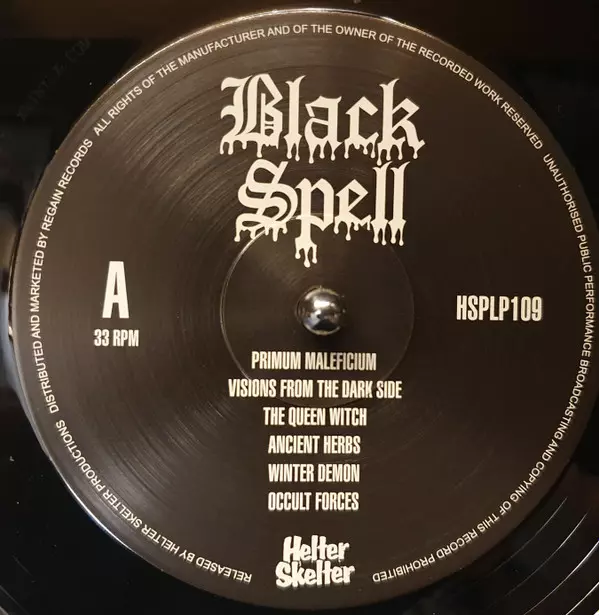 Black
Spell
A
33 RPM
HSPLP109
PRIMUM MALEFICIUM
VISIONS FROM THE DARK SIDE
THE QUEEN WITCH
ANCIENT HERBS
WINTER DEMON
OCCULT FORCES
Helter
Skelter
RELEASED BY HELTER SKELTER PRODUCTIONS DISTRIBUTED AND MARKETED BY REGAIN RECORDS ALL RIGHTS OF THE MANUFACTURER AND OF THE OWNER OF THE RECORDED WORK RESERVED UNAUTHORISED PUBLIC PERFORMANCE BROADCASTING AND COPYING OF THIS RECORD PROHIBITED